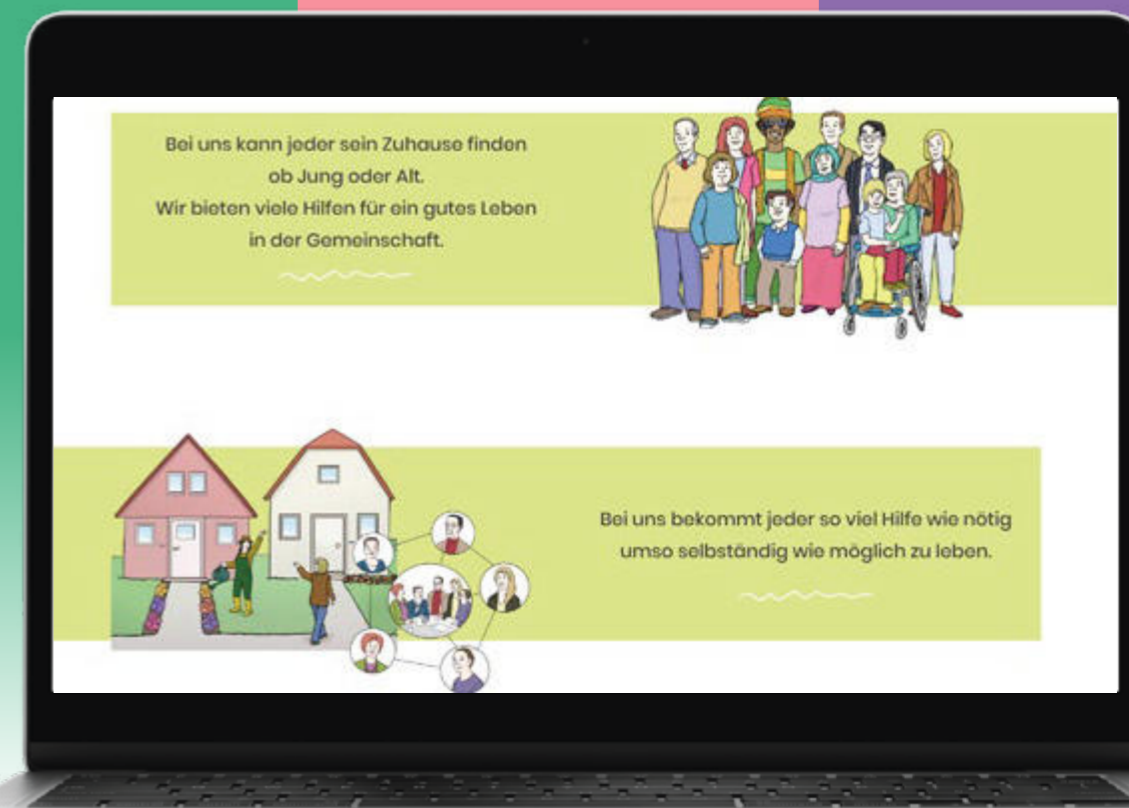 Bei uns kann jeder sein Zuhause finden
ob Jung oder Alt.
Wir bieten viele Hilfen für ein gutes Leben
in der Gemeinschaft.
Bei uns bekommt jeder so viel Hilfe wie nötig
umso selbständig wie möglich zu leben.